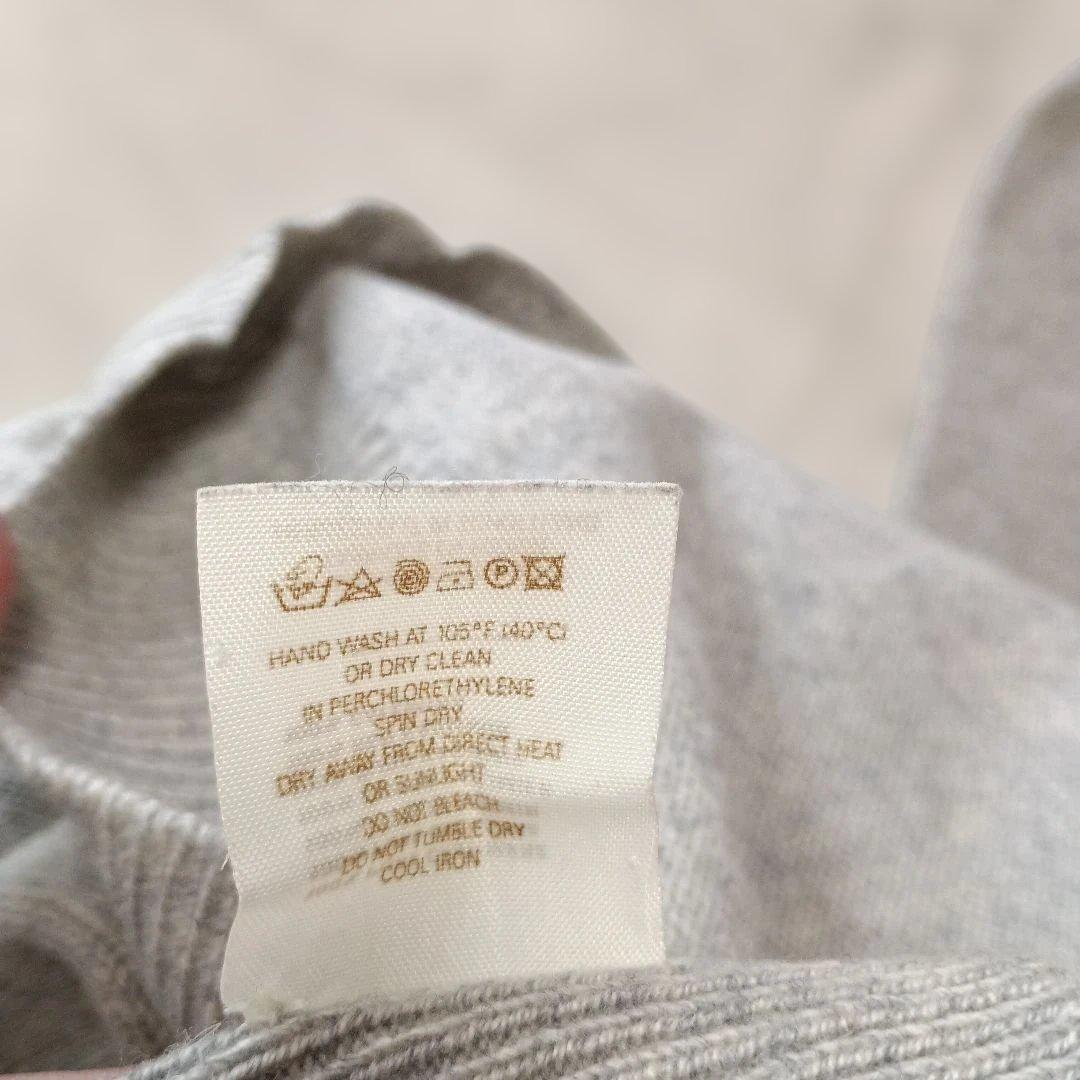 P
HAND WASH AT 105°F (40°C)
OR DRY CLEAN
IN PERCHLORETHYLENE
SPIN DRY
DRY AWAY FROM DIRECT HEAT
OR SUNLIGHT
DO NOT BLEACH
DO NOT TUMBLE DRY
COOL IRON